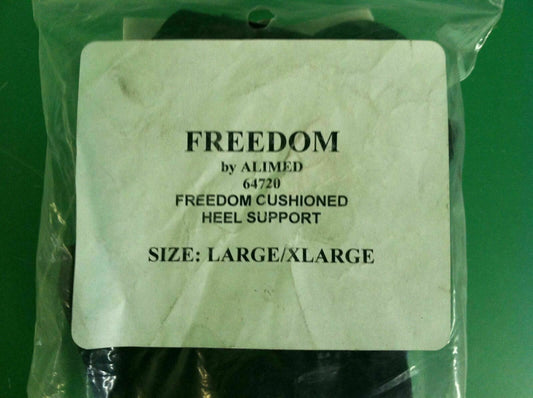 FREEDOM
by ALIMED
64720
FREEDOM CUSHIONED
HEEL SUPPORT
SIZE: LARGE/XLARGE